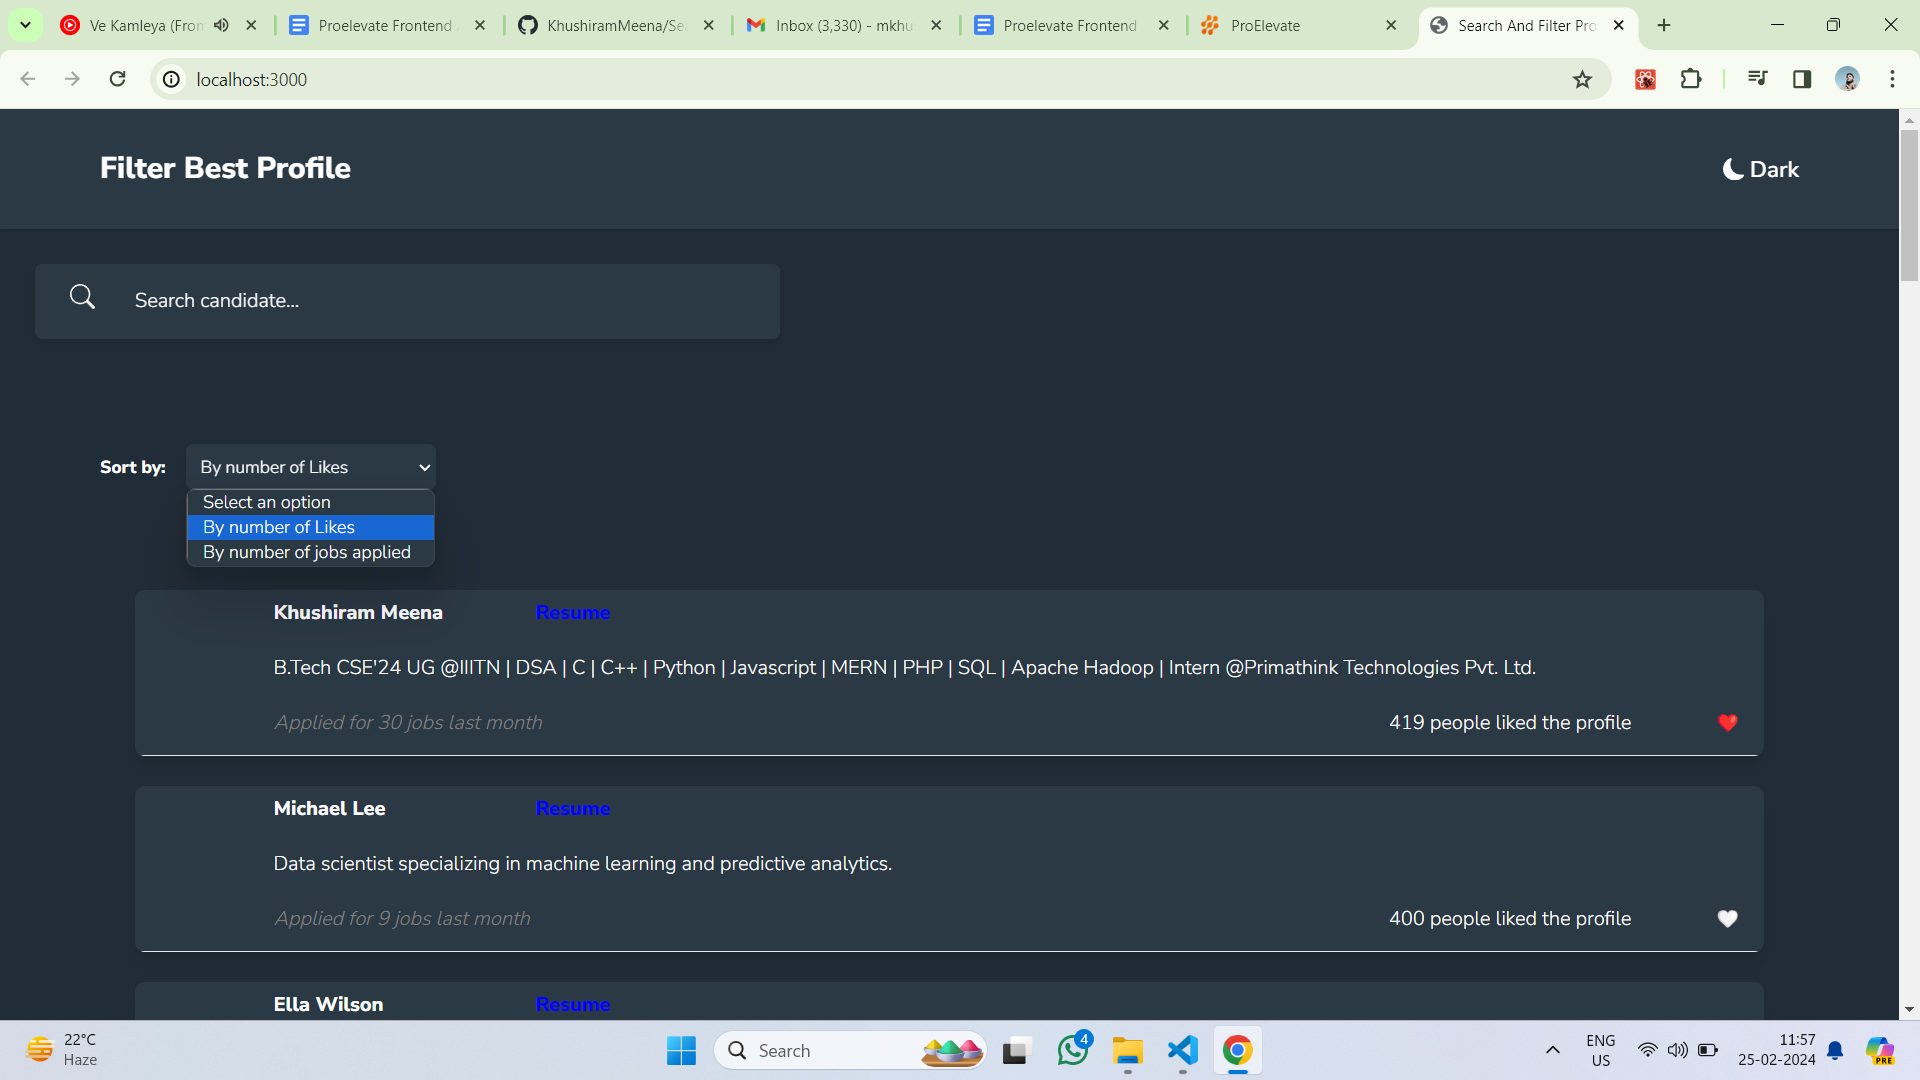 Ve Kamleya (Fron
Proelevate Frontend A
KhushiramMeena/Sea
Inbox (3,330) - mkhus
Proelevate Frontend
ProElevate
Search And Filter Pro
localhost:3000
Filter Best Profile
Dark
Search candidate...
Sort by:
By number of Likes
Select an option
By number of Likes
By number of jobs applied
Khushiram Meena Resume
B.Tech CSE'24 UG @IIITN | DSA | C | C++ | Python | Javascript | MERN | PHP | SQL | Apache Hadoop | Intern @Primathink Technologies Pvt. Ltd.
Applied for 30 jobs last month 419 people liked the profile
Michael Lee Resume
Data scientist specializing in machine learning and predictive analytics.
Applied for 9 jobs last month 400 people liked the profile
Ella Wilson Resume
22°C
Haze
Search
4
ENG
US
11:57
25-02-2024
PRE